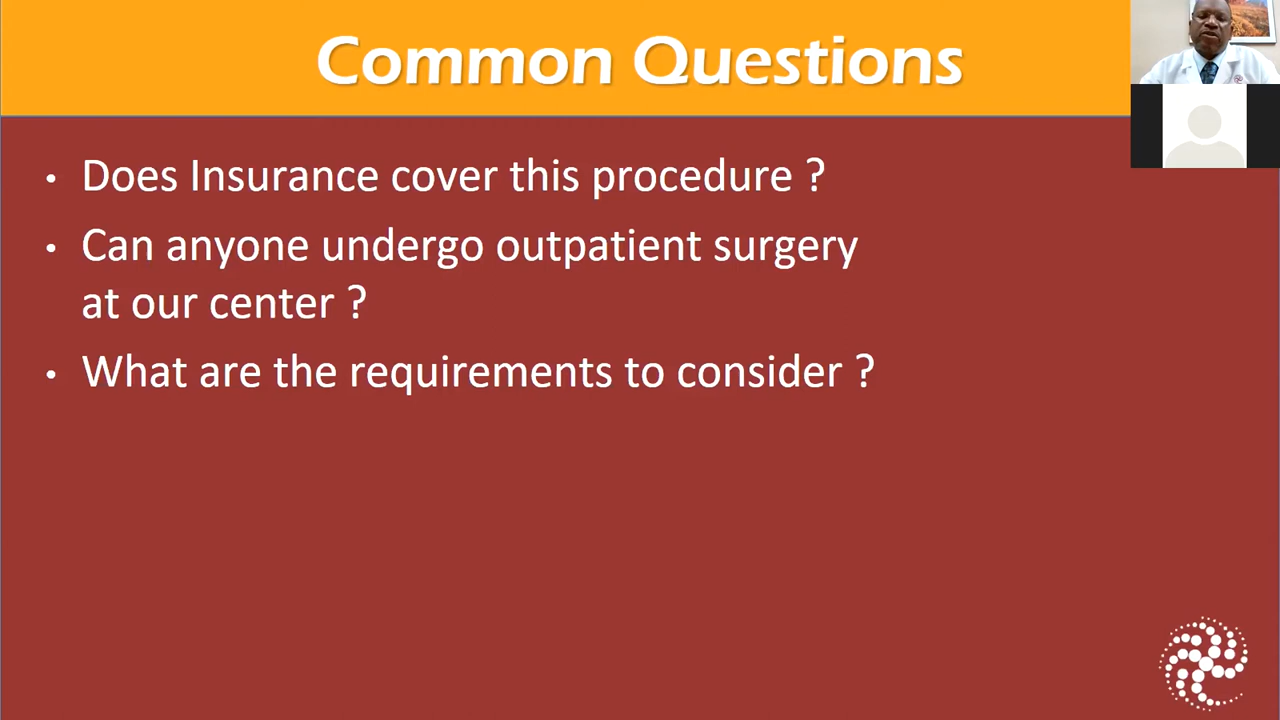 Common Questions
• Does Insurance cover this procedure ?
• Can anyone undergo outpatient surgery
at our center ?
• What are the requirements to consider ?